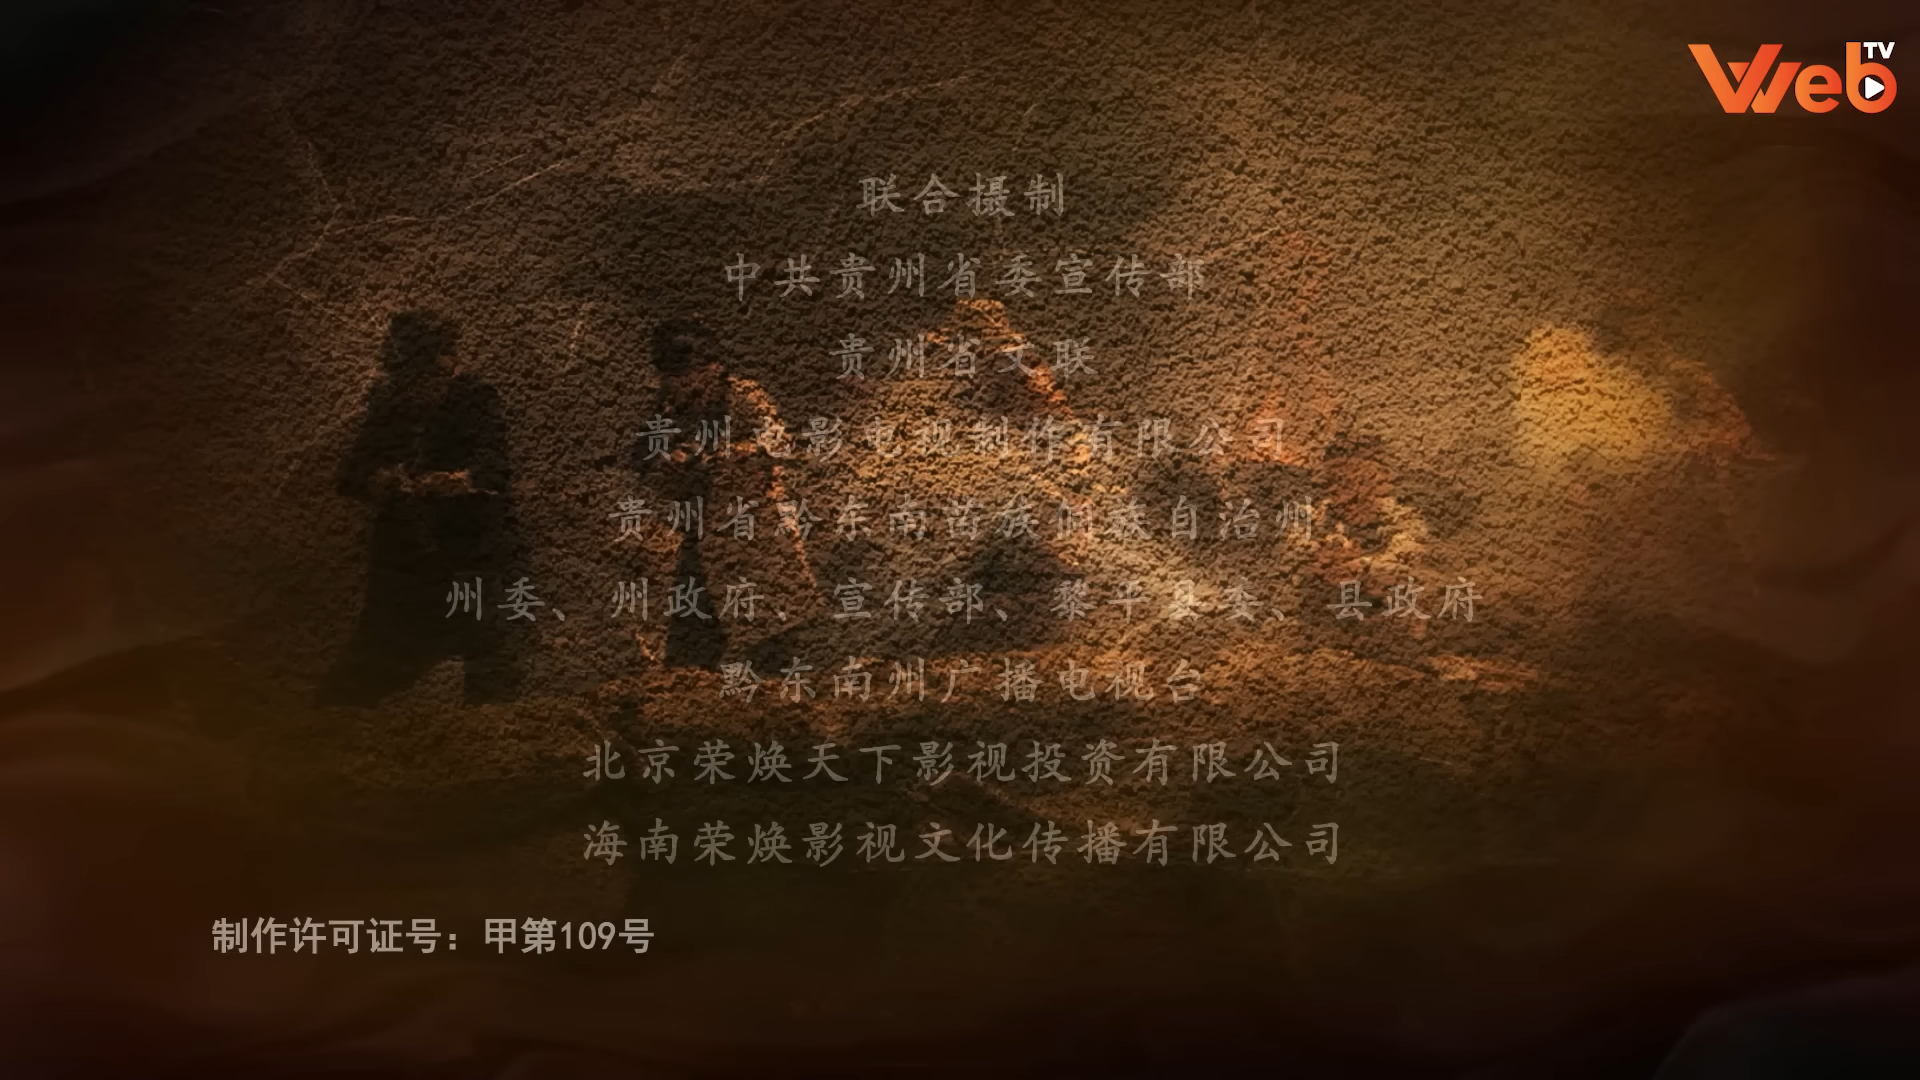 Web TV
联合摄制
中共贵州省委宣传部
贵州省文联
贵州电影电视制作有限公司
贵州省黔东南苗族侗族自治州
州委、州政府、宣传部、黎平县委、县政府
黔东南州广播电视台
北京荣焕天下影视投资有限公司
海南荣焕影视文化传播有限公司
制作许可证号：甲第109号